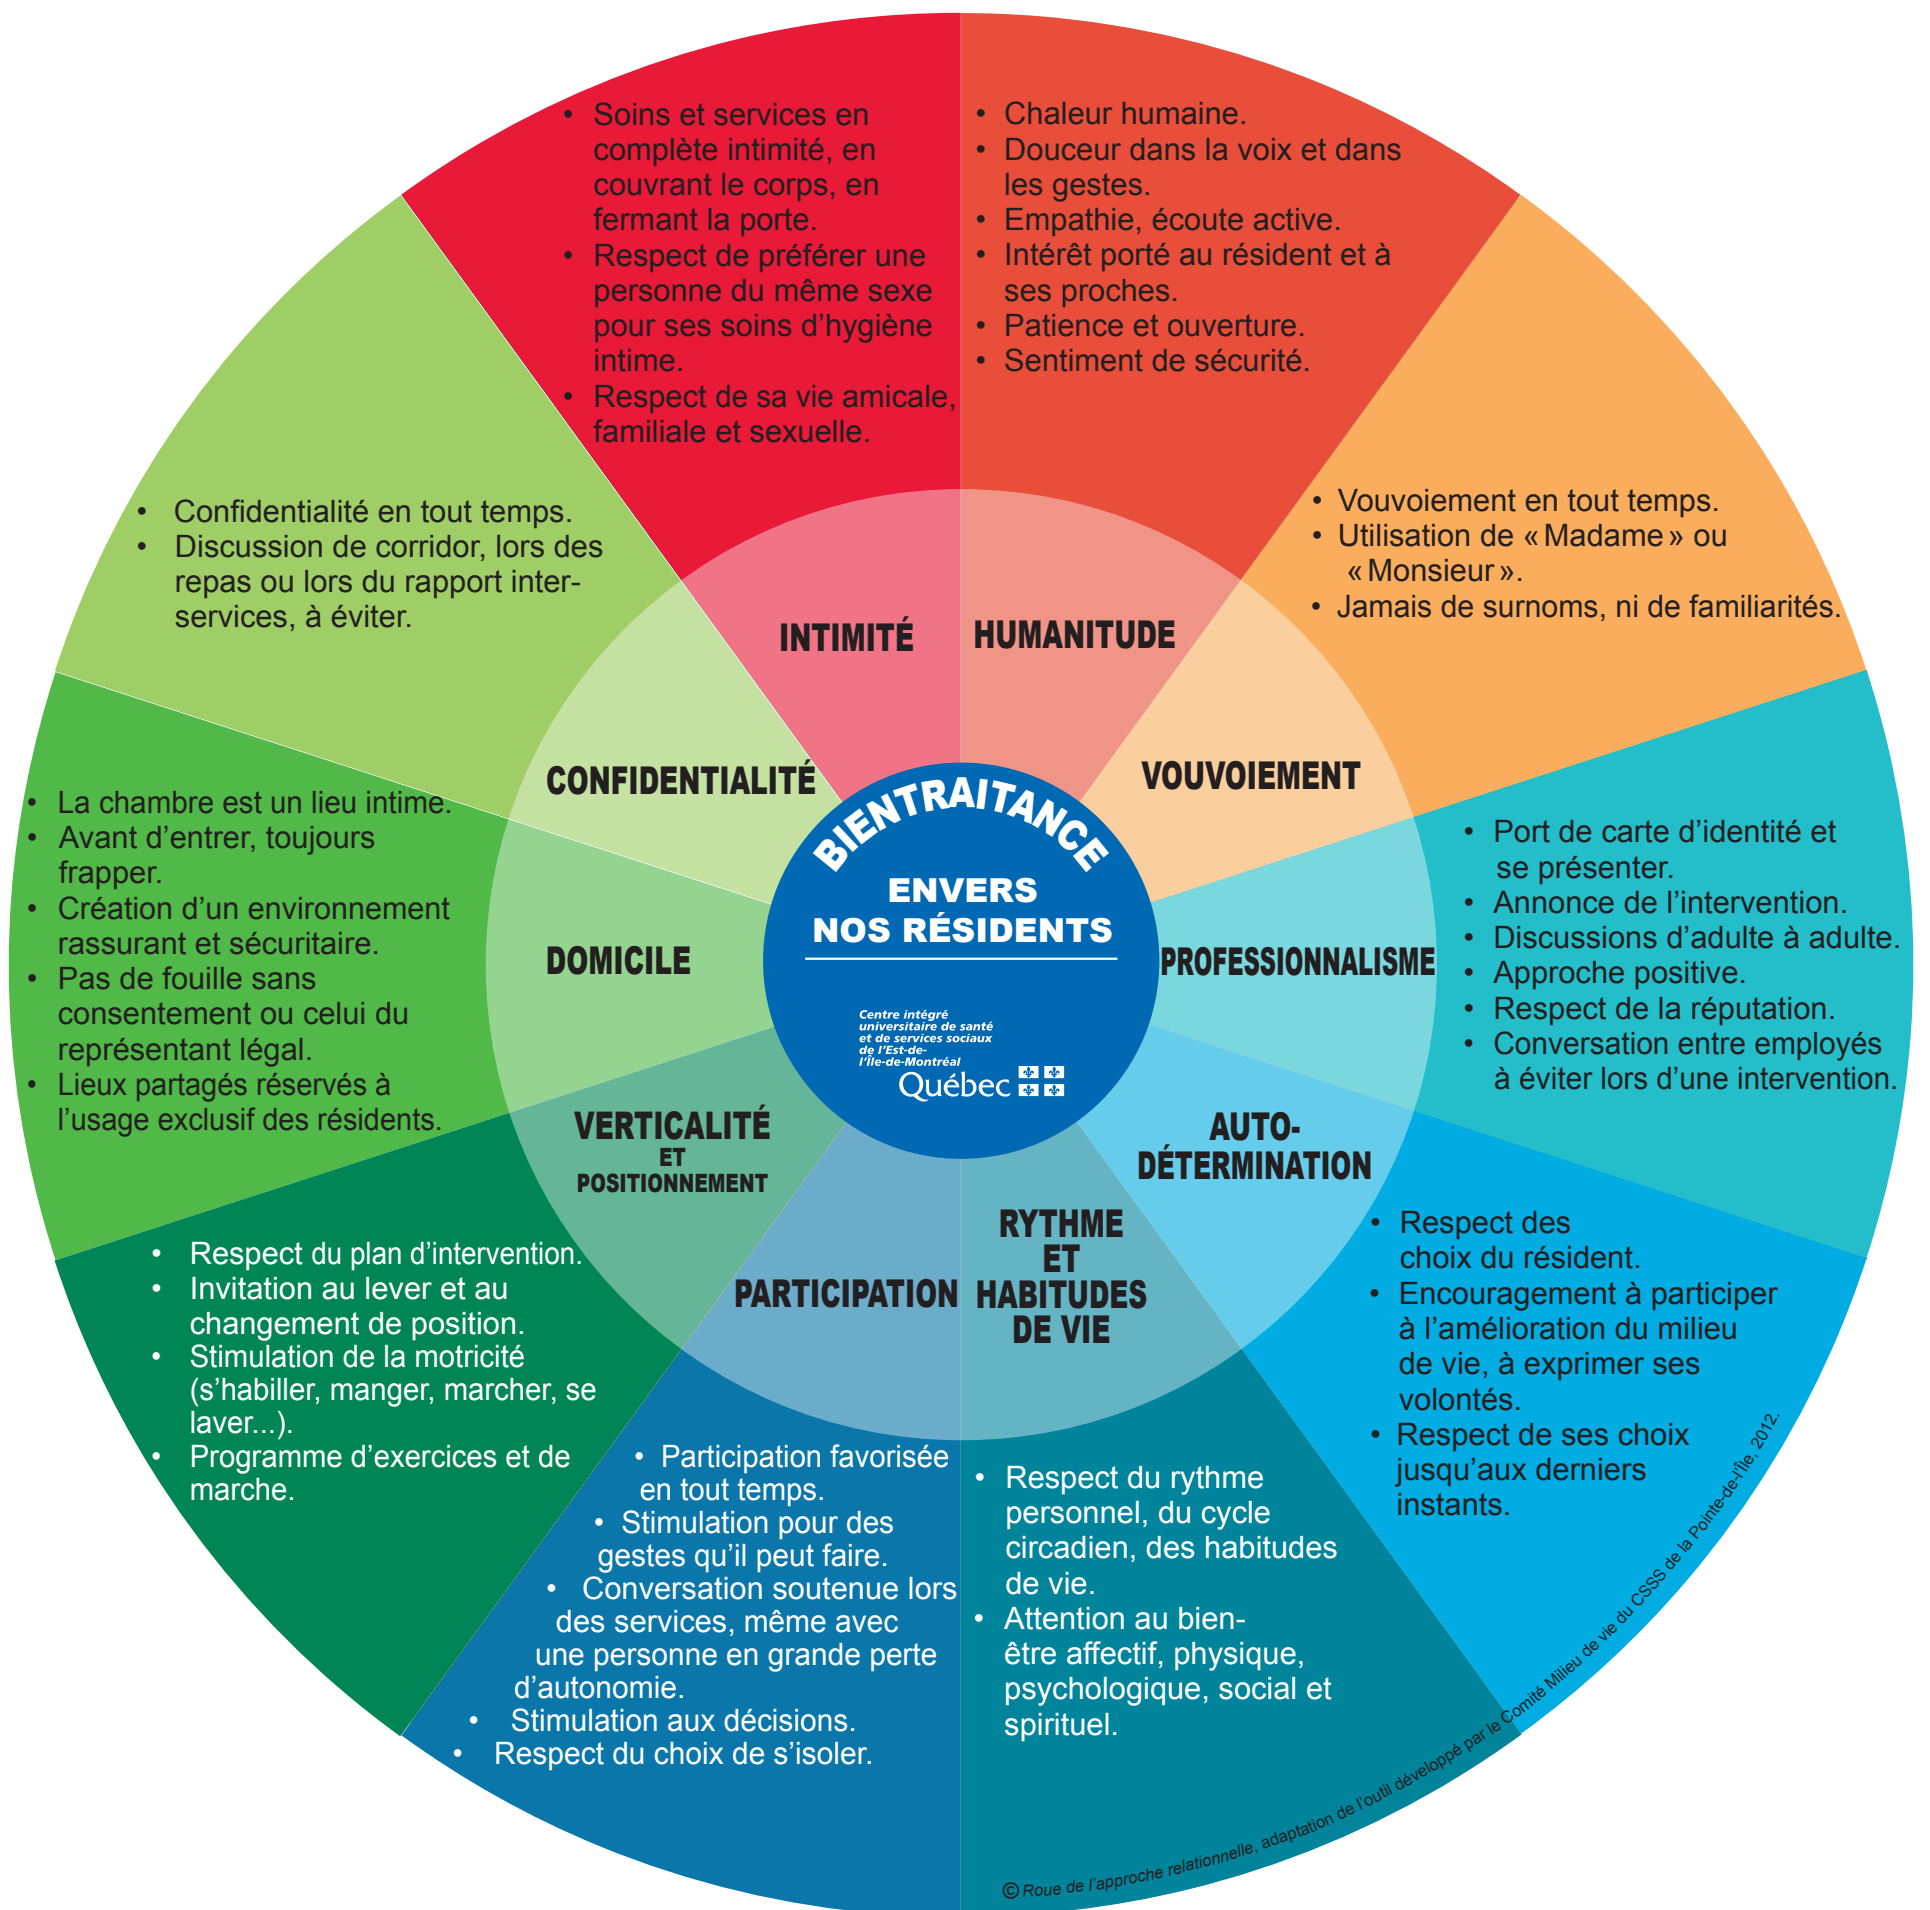 BIENTRAITANCE
ENVERS
NOS RÉSIDENTS
Centre intégré
universitaire de santé
et de services sociaux
de l'Est-de-
l'Île-de-Montréal
Québec
HUMANITUDE
• Chaleur humaine.
• Douceur dans la voix et dans
les gestes.
• Empathie, écoute active.
• Intérêt porté au résident et à
ses proches.
• Patience et ouverture.
• Sentiment de sécurité.
VOUVOIEMENT
• Vouvoiement en tout temps.
• Utilisation de « Madame » ou
« Monsieur ».
• Jamais de surnoms, ni de familiarités.
PROFESSIONNALISME
• Port de carte d'identité et
se présenter.
• Annonce de l'intervention.
• Discussions d'adulte à adulte.
• Approche positive.
• Respect de la réputation.
• Conversation entre employés
à éviter lors d'une intervention.
AUTO-
DÉTERMINATION
• Respect des
choix du résident.
• Encouragement à participer
à l'amélioration du milieu
de vie, à exprimer ses
volontés.
• Respect de ses choix
jusqu'aux derniers
instants.
RYTHME
ET
HABITUDES
DE VIE
• Respect du rythme
personnel, du cycle
circadien, des habitudes
de vie.
• Attention au bien-
être affectif, physique,
psychologique, social et
spirituel.
PARTICIPATION
• Participation favorisée
en tout temps.
• Stimulation pour des
gestes qu'il peut faire.
• Conversation soutenue lors
des services, même avec
une personne en grande perte
d'autonomie.
• Stimulation aux décisions.
• Respect du choix de s'isoler.
VERTICALITÉ
ET
POSITIONNEMENT
• Respect du plan d'intervention.
• Invitation au lever et au
changement de position.
• Stimulation de la motricité
(s'habiller, manger, marcher, se
laver...).
• Programme d'exercices et de
marche.
DOMICILE
• La chambre est un lieu intime.
• Avant d'entrer, toujours
frapper.
• Création d'un environnement
rassurant et sécuritaire.
• Pas de fouille sans
consentement ou celui du
représentant légal.
• Lieux partagés réservés à
l'usage exclusif des résidents.
CONFIDENTIALITÉ
• Confidentialité en tout temps.
• Discussion de corridor, lors des
repas ou lors du rapport inter-
services, à éviter.
INTIMITÉ
• Soins et services en
complète intimité, en
couvrant le corps, en
fermant la porte.
• Respect de préférer une
personne du même sexe
pour ses soins d'hygiène
intime.
• Respect de sa vie amicale,
familiale et sexuelle.
© Roue de l'approche relationnelle, adaptation de l'outil développé par le Comité Milieu de vie du CSSS de la Pointe-de-l'Île, 2012.